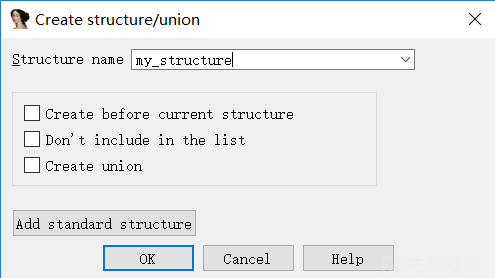 Create structure/union
Structure name my_structure
Create before current structure
Don't include in the list
Create union
Add standard structure
OK Cancel Help